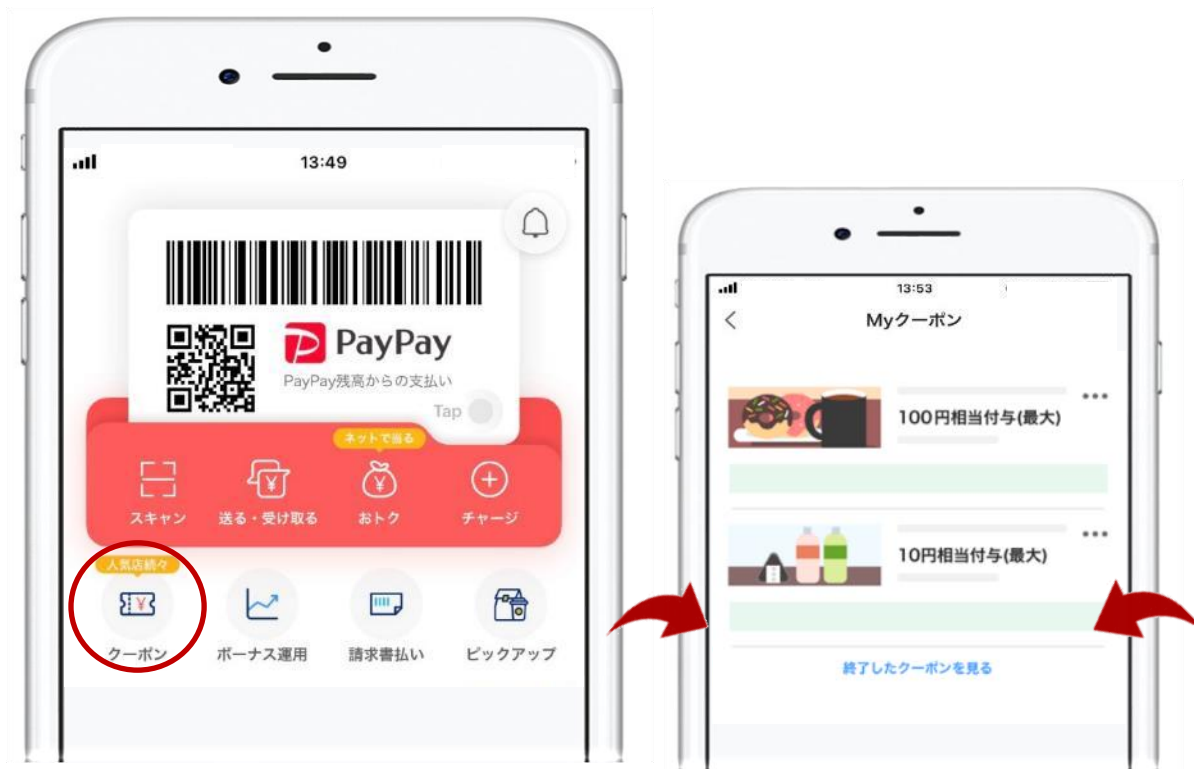 13:49
PayPay
PayPay残高からの支払い
Tap
ネットで当る
スキャン
送る・受け取る
おトク
チャージ
人気店続々
クーポン
ボーナス運用
請求書払い
ピックアップ
13:53
Myクーポン
100円相当付与(最大)
10円相当付与(最大)
終了したクーポンを見る